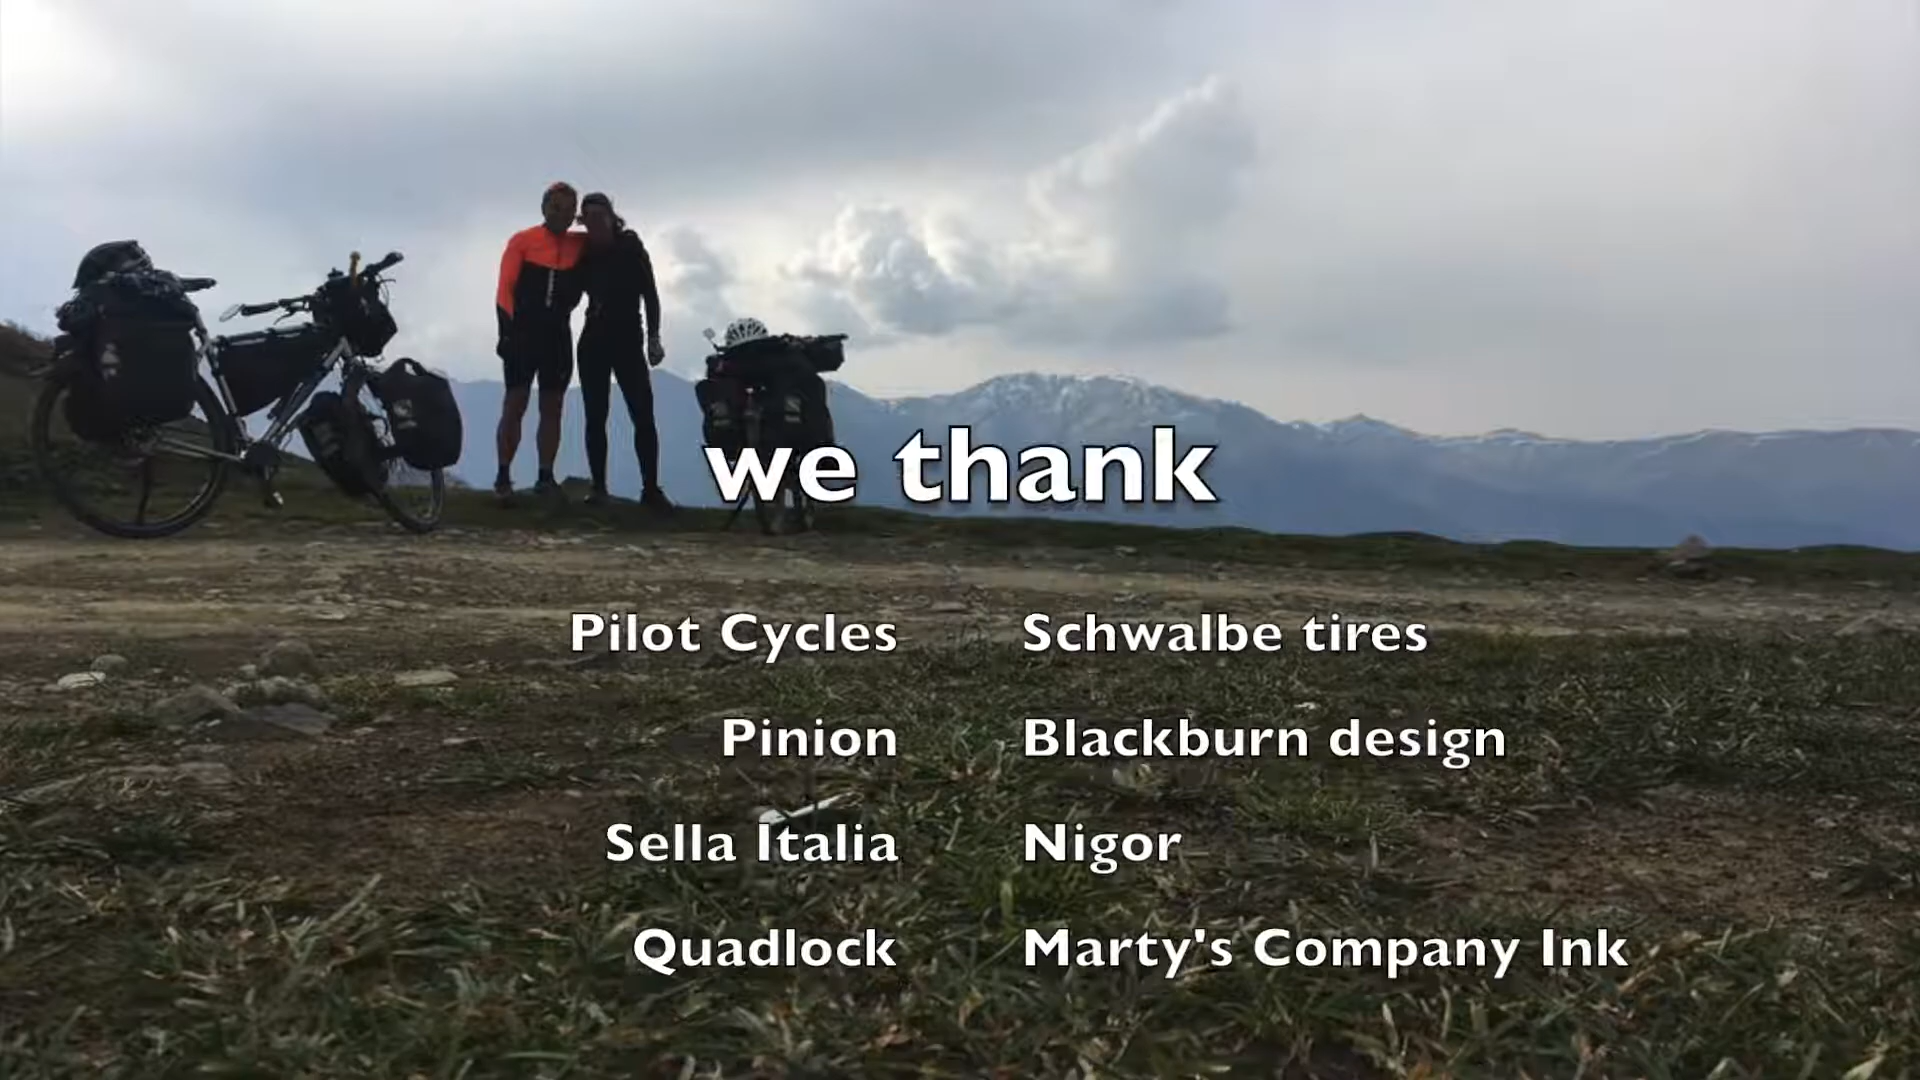 we thank
Pilot Cycles Schwalbe tires
Pinion Blackburn design
Sella Italia Nigor
Quadlock Marty's Company Ink